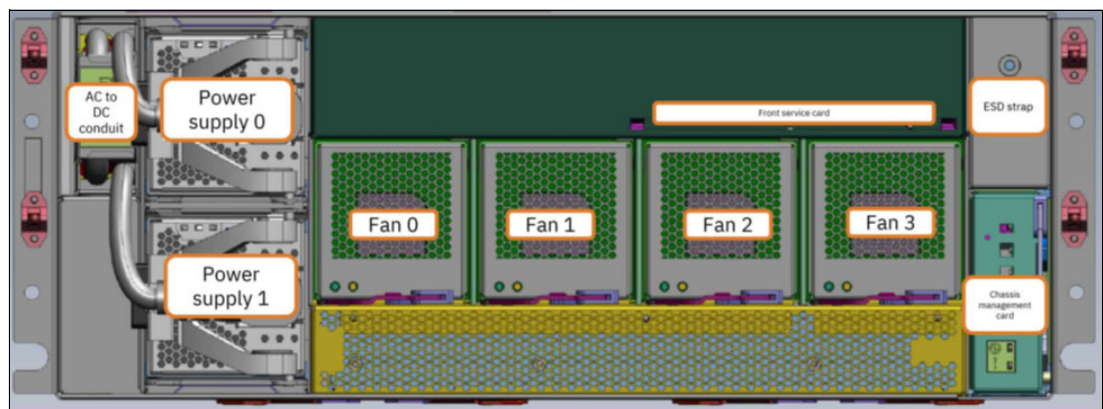 AC to
DC
conduit
Power
supply 0
Front service card
ESD strap
Fan 0
Fan 1
Fan 2
Fan 3
Power
supply 1
Chassis
management
card